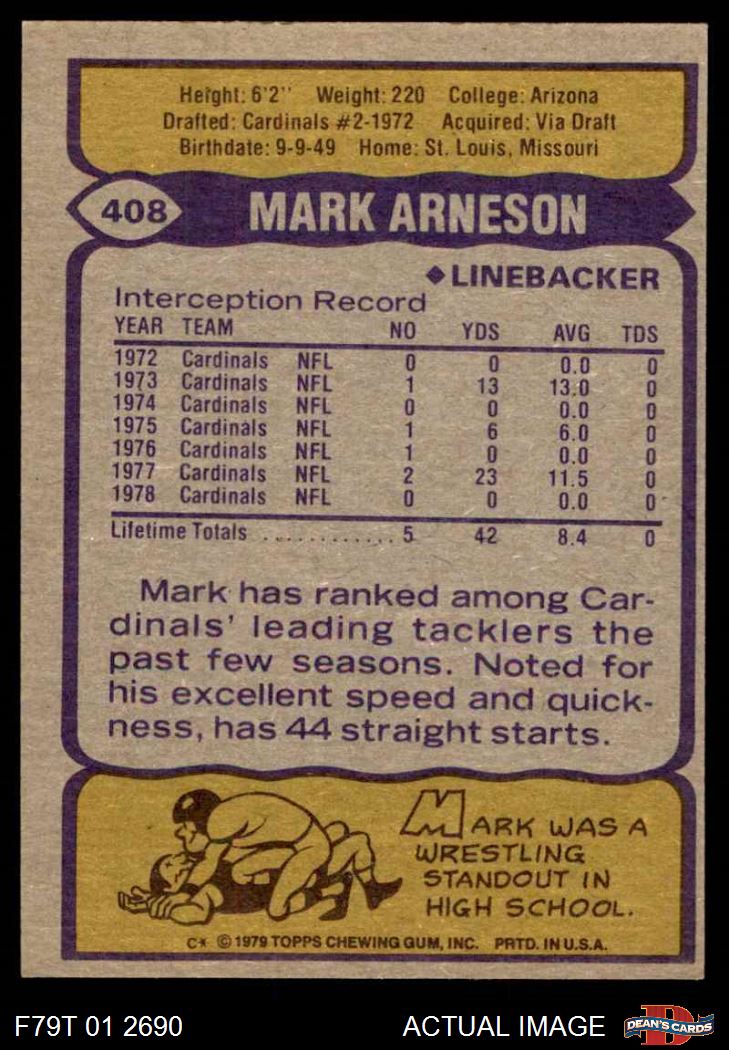 Height: 6'2" Weight: 220 College: Arizona
Drafted: Cardinals #2-1972 Acquired: Via Draft
Birthdate: 9-9-49 Home: St. Louis, Missouri
408 MARK ARNESON
◆ LINEBACKER
Interception Record
YEAR TEAM NO YDS AVG TDS
1972 Cardinals NFL 0 0 0.0 0
1973 Cardinals NFL 1 13 13.0 0
1974 Cardinals NFL 0 0 0.0 0
1975 Cardinals NFL 1 6 6.0 0
1976 Cardinals NFL 1 0 0.0 0
1977 Cardinals NFL 2 23 11.5 0
1978 Cardinals NFL 0 0 0.0 0
Lifetime Totals ............ 5 42 8.4 0
Mark has ranked among Car-
dinals' leading tacklers the
past few seasons. Noted for
his excellent speed and quick-
ness, has 44 straight starts.
MARK WAS A
WRESTLING
STANDOUT IN
HIGH SCHOOL.
C* © 1979 TOPPS CHEWING GUM, INC. PRTD. IN U.S.A.
F79T 01 2690 ACTUAL IMAGE D DEAN'S CARDS